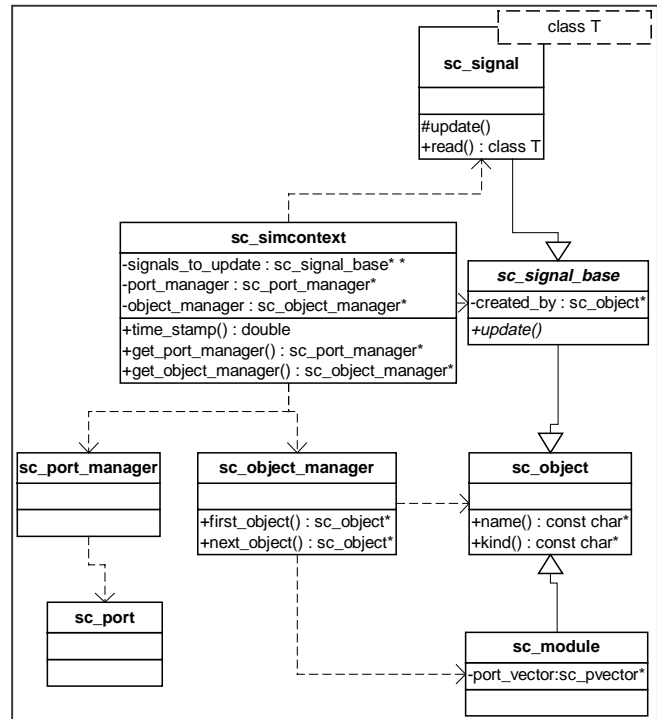 class T
sc_signal
#update()
+read() : class T
sc_simcontext
-signals_to_update : sc_signal_base* *
-port_manager : sc_port_manager*
-object_manager : sc_object_manager*
+time_stamp() : double
+get_port_manager() : sc_port_manager*
+get_object_manager() : sc_object_manager*
sc_signal_base
-created_by : sc_object*
+update()
sc_port_manager
sc_object_manager
+first_object() : sc_object*
+next_object() : sc_object*
sc_object
+name() : const char*
+kind() : const char*
sc_port
sc_module
-port_vector:sc_pvector*